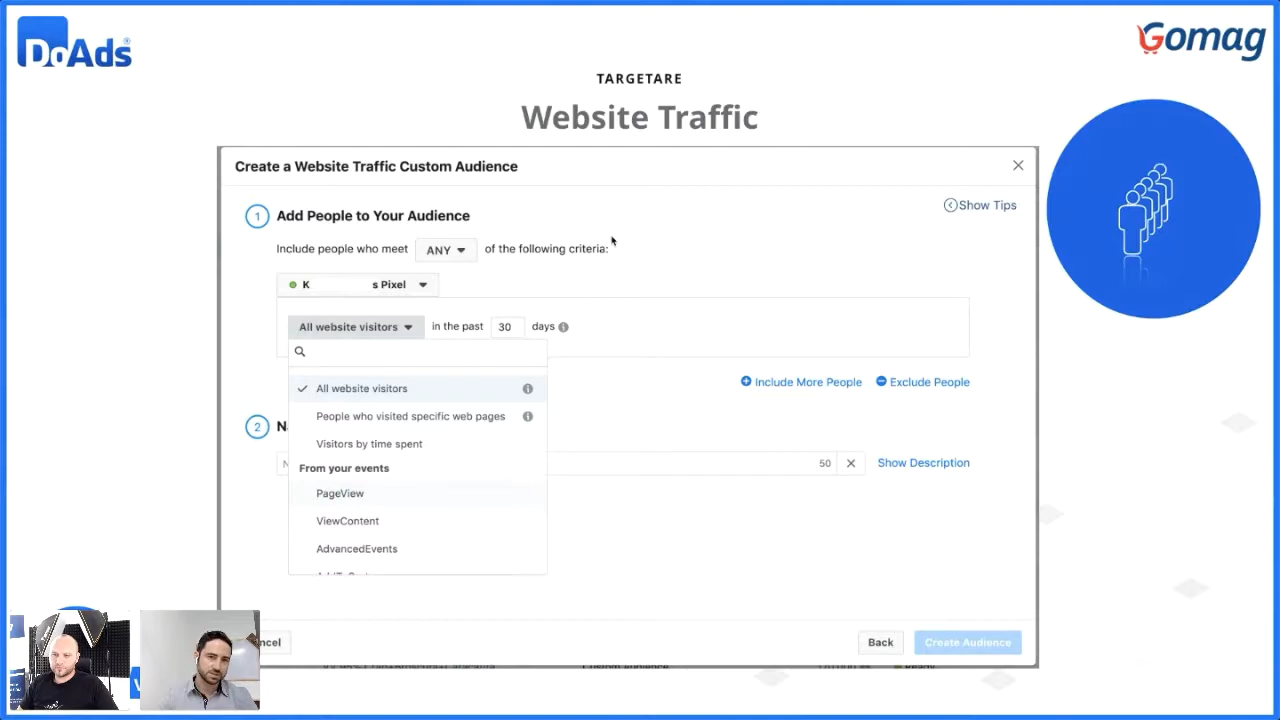 DoAds
Gomag
TARGETARE
Website Traffic
Create a Website Traffic Custom Audience
Show Tips
1 Add People to Your Audience
Include people who meet ANY of the following criteria:
K s Pixel
All website visitors in the past 30 days
All website visitors
Include More People Exclude People
People who visited specific web pages
2
Visitors by time spent
50 Show Description
From your events
PageView
ViewContent
AdvancedEvents
Back Create Audience